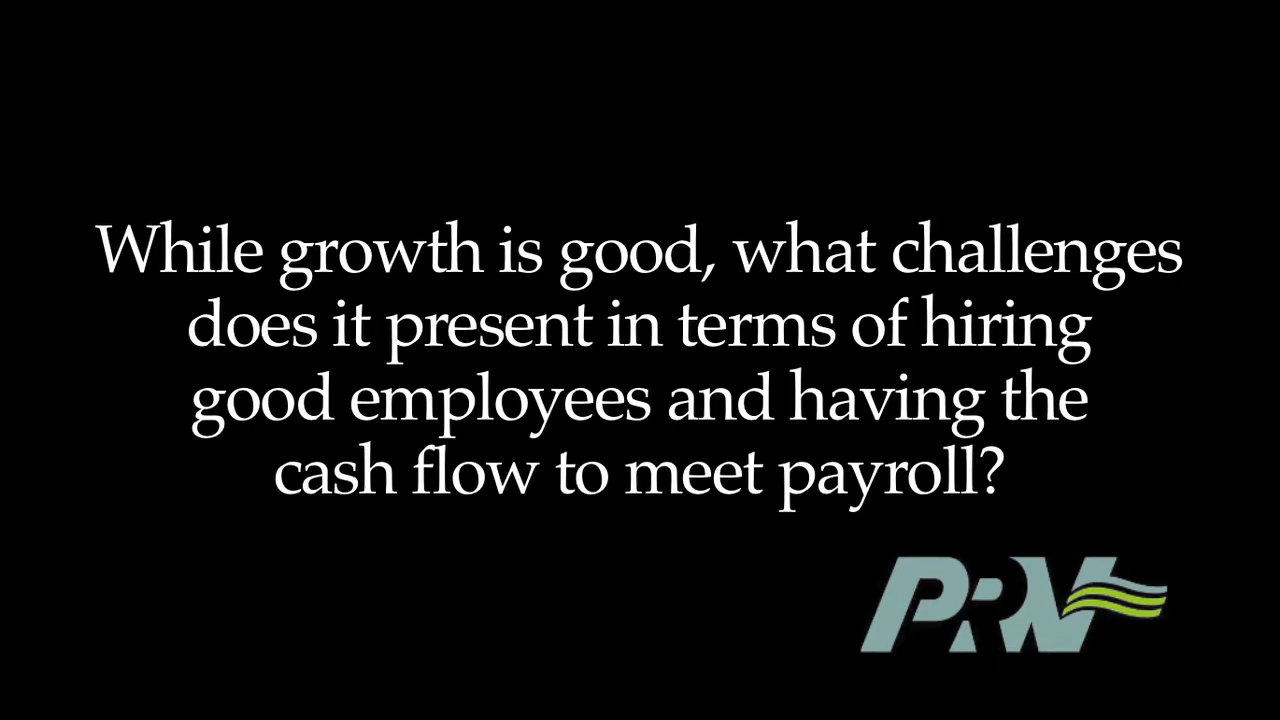 While growth is good, what challenges
does it present in terms of hiring
good employees and having the
cash flow to meet payroll?
PRV